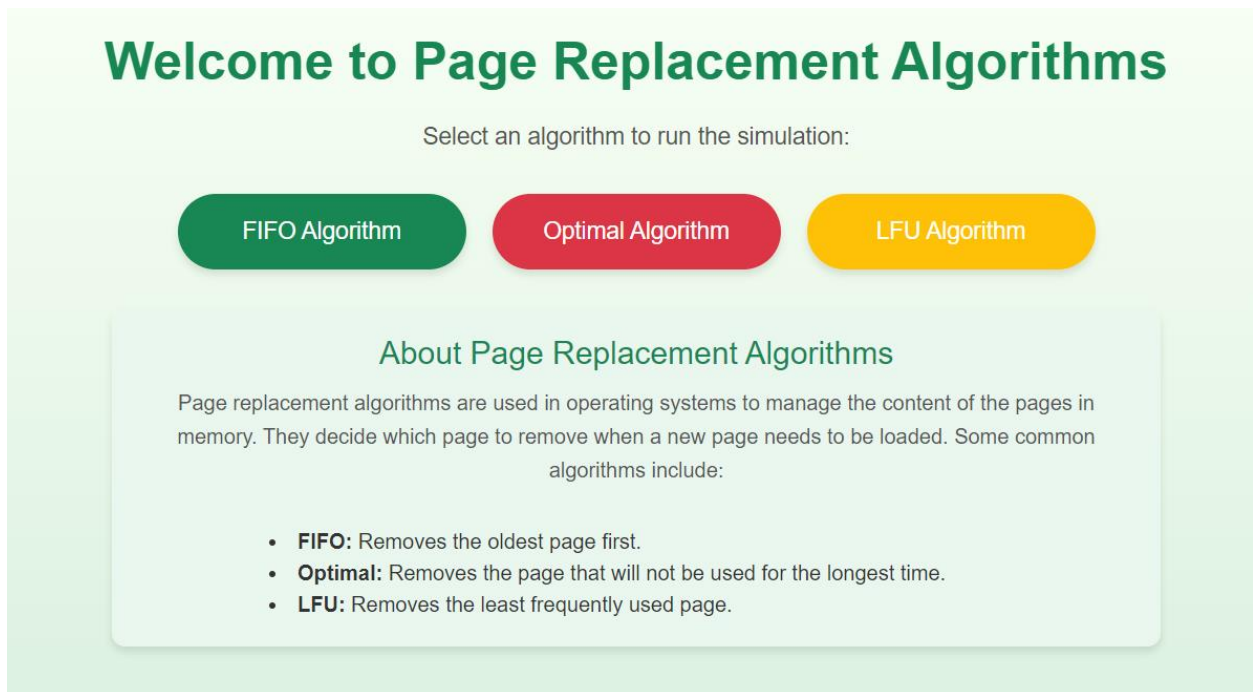 Welcome to Page Replacement Algorithms
Select an algorithm to run the simulation:
FIFO Algorithm
Optimal Algorithm
LFU Algorithm
About Page Replacement Algorithms
Page replacement algorithms are used in operating systems to manage the content of the pages in
memory. They decide which page to remove when a new page needs to be loaded. Some common
algorithms include:
• FIFO: Removes the oldest page first.
• Optimal: Removes the page that will not be used for the longest time.
• LFU: Removes the least frequently used page.